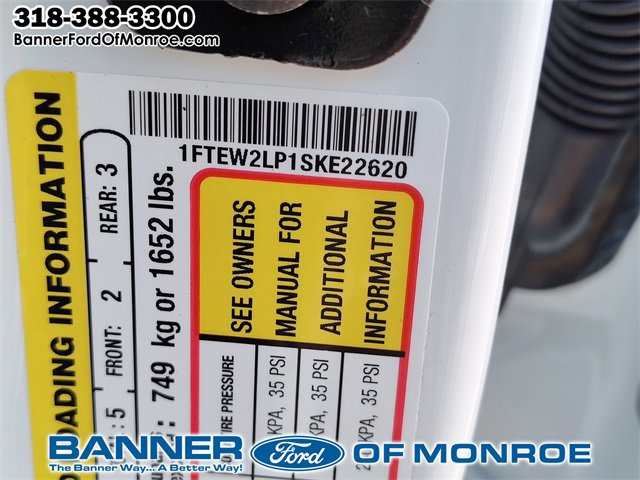 318-388-3300
BannerFordOfMonroe.com
1FTEW2LP1SKE22620
LOADING INFORMATION
5 FRONT: 2 REAR: 3
749 kg or 1652 lbs.
SEE OWNERS
MANUAL FOR
ADDITIONAL
INFORMATION
PRESSURE
KPA, 35 PSI
KPA, 35 PSI
KPA, 35 PSI
BANNER Ford OF MONROE
The Banner Way... A Better Way!